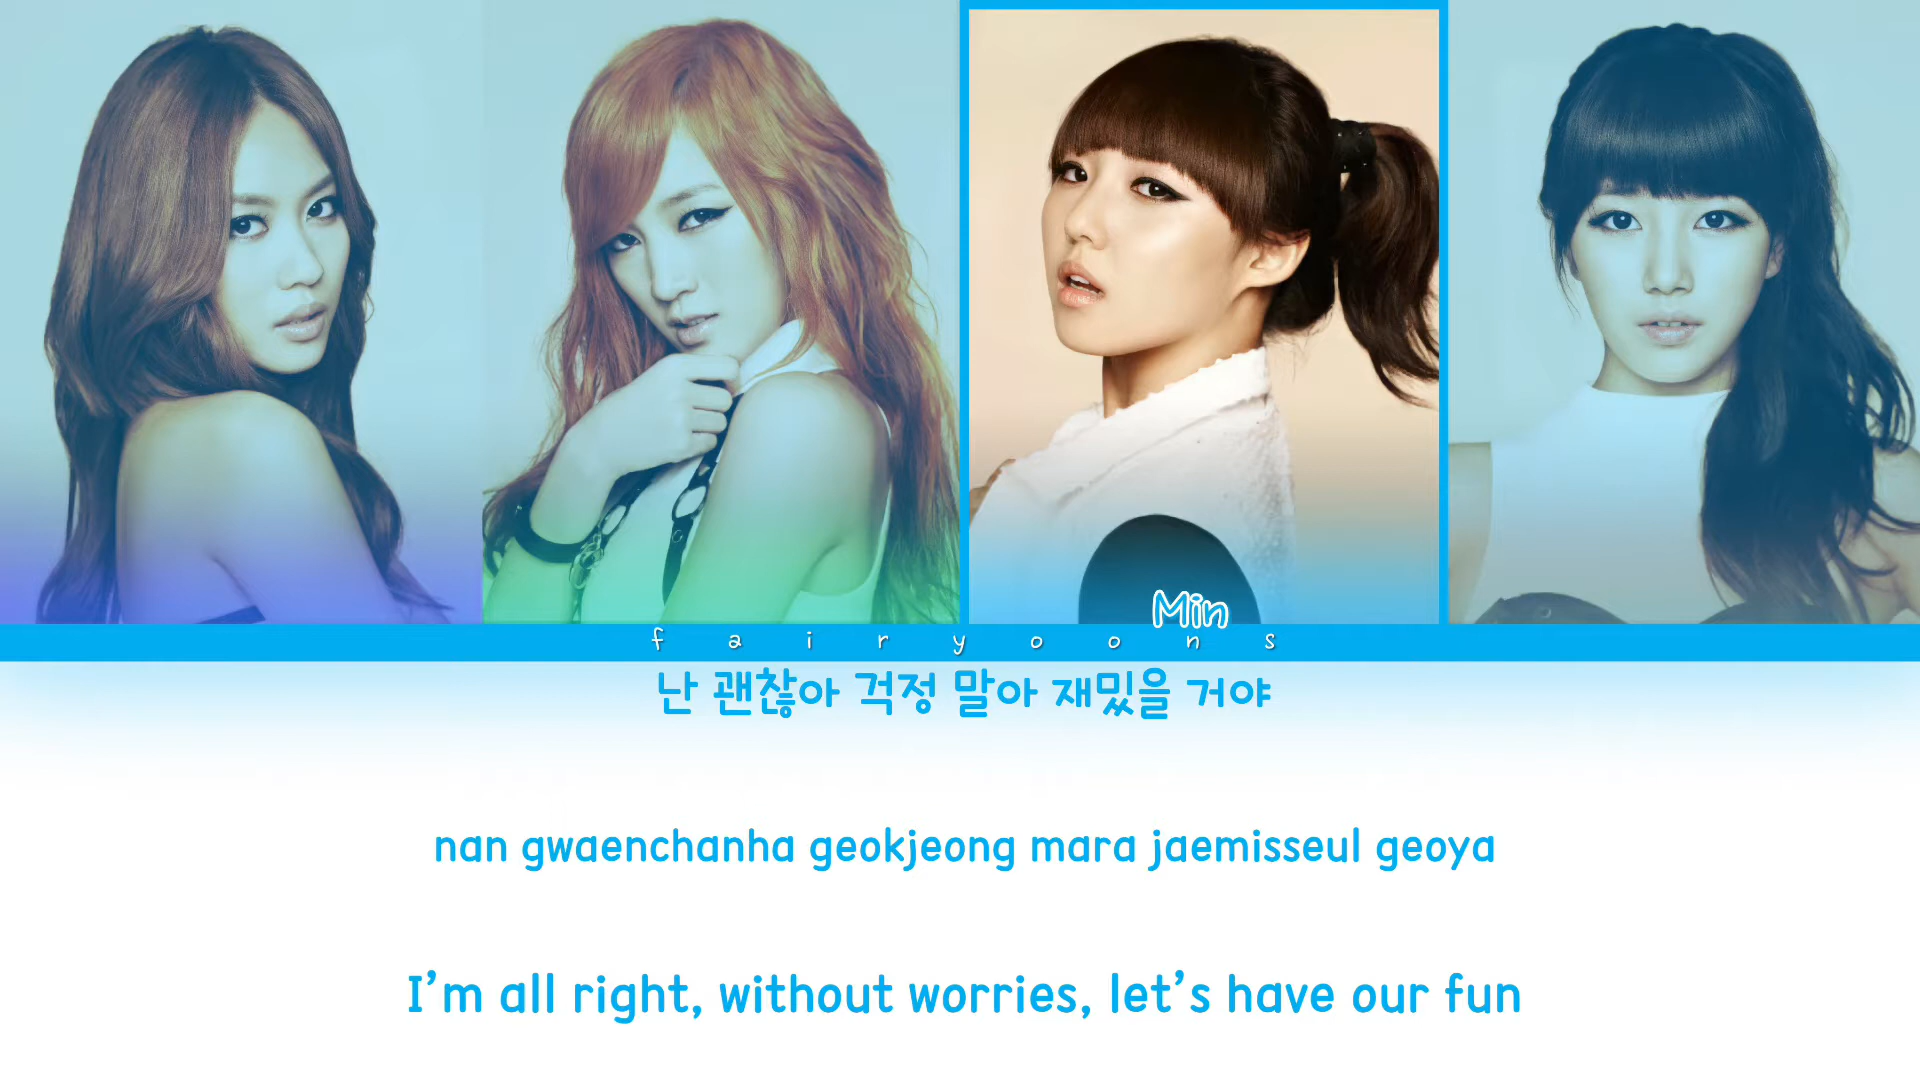 Min
fairyoons
난 괜찮아 걱정 말아 재밌을 거야
nan gwaenchanha geokjeong mara jaemisseul geoya
I’m all right, without worries, let’s have our fun